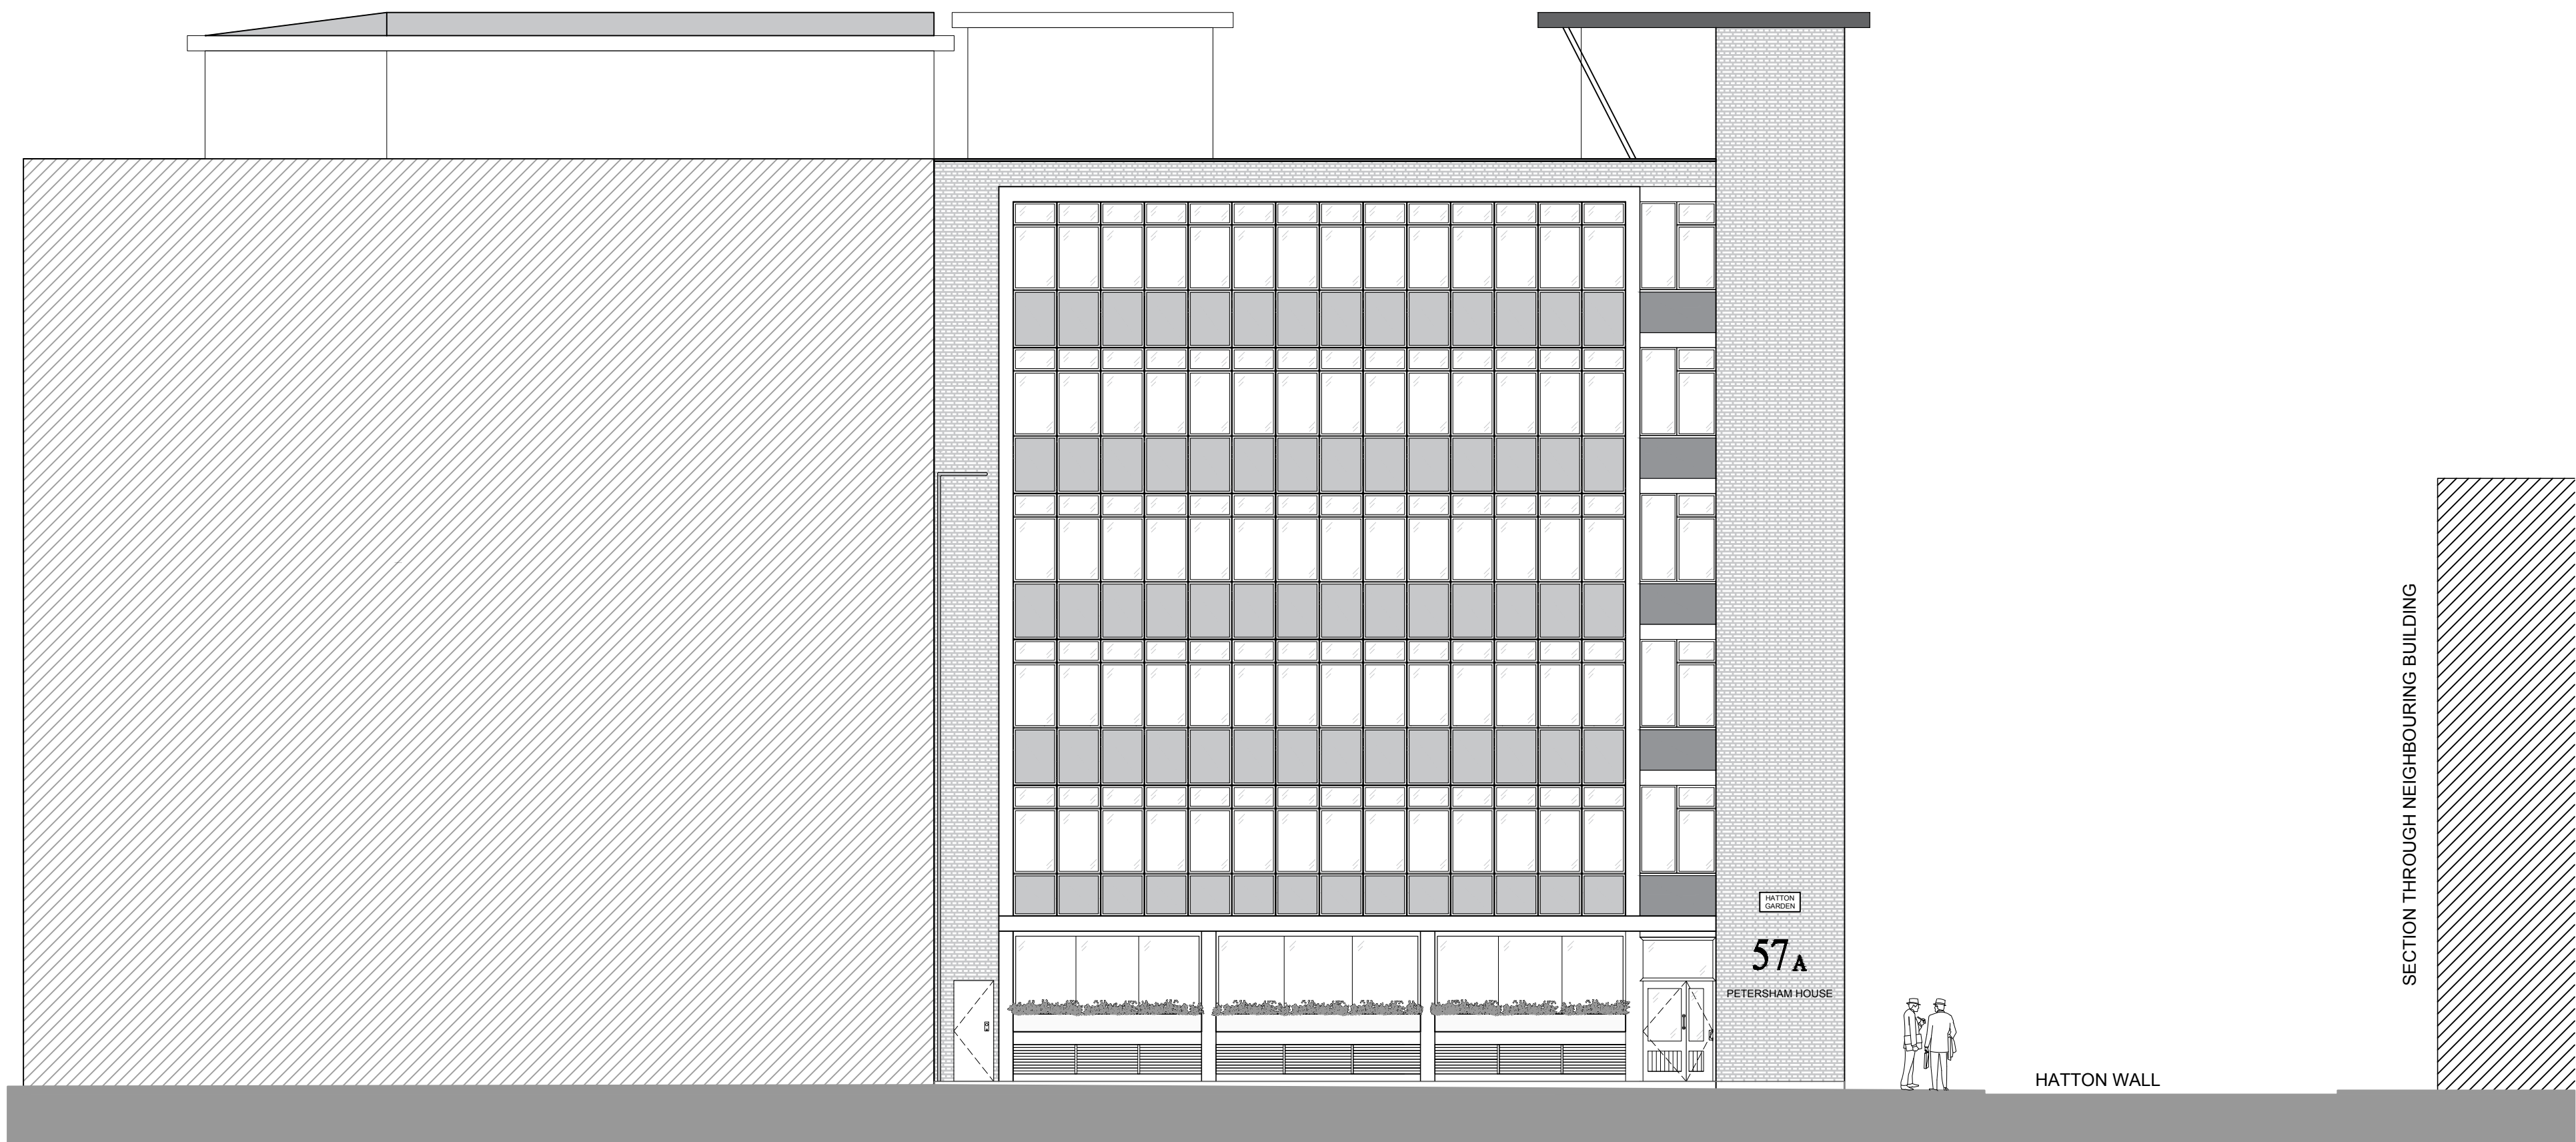 HATTON
GARDEN
57A
PETERSHAM HOUSE
HATTON WALL
SECTION THROUGH NEIGHBOURING BUILDING